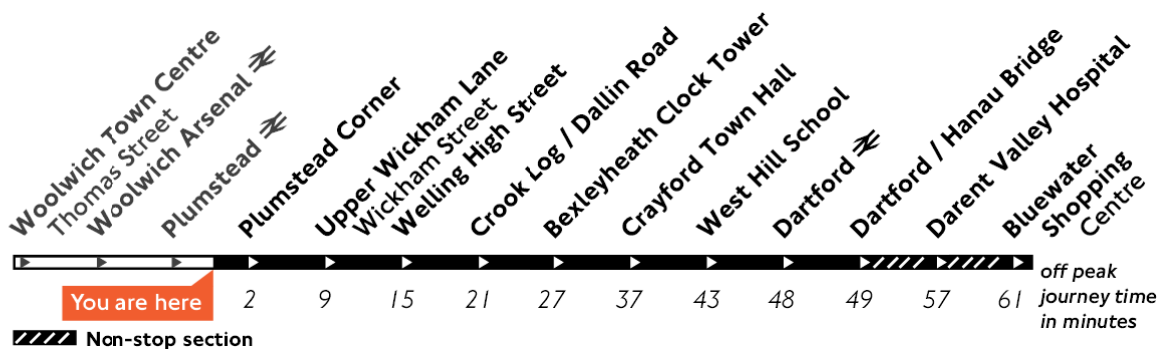 Woolwich Town Centre
Thomas Street
Woolwich Arsenal
Plumstead
Plumstead Corner
Upper Wickham Lane
Wickham Street
Welling High Street
Crook Log / Dallin Road
Bexleyheath Clock Tower
Crayford Town Hall
West Hill School
Dartford
Dartford / Hanau Bridge
Darent Valley Hospital
Bluewater
Shopping
Centre
You are here
2 9 15 21 27 37 43 48 49 57 61
off peak
journey time
in minutes
Non-stop section